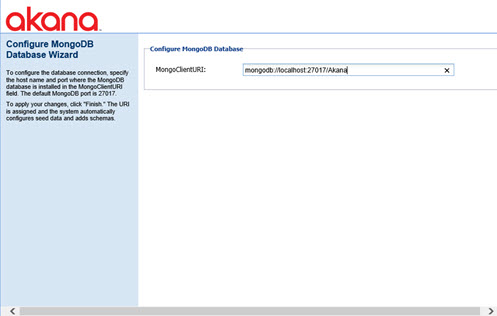 akana
Configure MongoDB
Database Wizard
To configure the database connection, specify
the host name and port where the MongoDB
database is installed in the MongoClientURI
field. The default MongoDB port is 27017.
To apply your changes, click "Finish." The URI
is assigned and the system automatically
configures seed data and adds schemas.
Configure MongoDB Database
MongoClientURI: mongodb://localhost:27017/Akana